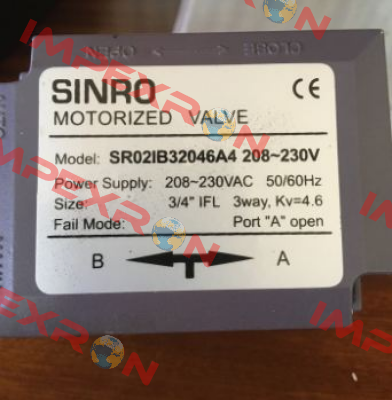 OPEN CLOSE
SINRO CE
MOTORIZED VALVE
Model: SR02IB32046A4 208~230V
Power Supply: 208~230VAC 50/60Hz
Size: 3/4" IFL 3way, Kv=4.6
Fail Mode: Port "A" open
B A
IMPEXRON
IMPEXRON
IMPEXRON